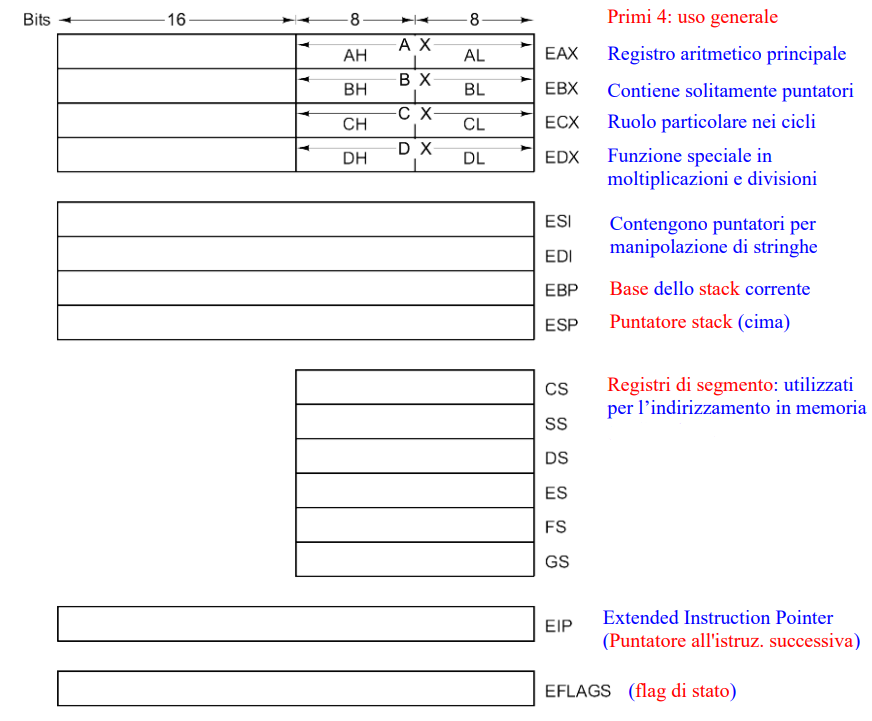 Bits 16 8 8 Primi 4: uso generale
A X
AH AL EAX Registro aritmetico principale
B X
BH BL EBX Contiene solitamente puntatori
C X
CH CL ECX Ruolo particolare nei cicli
D X
DH DL EDX Funzione speciale in
moltiplicazioni e divisioni
ESI Contengono puntatori per
manipolazione di stringhe
EDI
EBP Base dello stack corrente
ESP Puntatore stack (cima)
CS Registri di segmento: utilizzati
per l’indirizzamento in memoria
SS
DS
ES
FS
GS
EIP Extended Instruction Pointer
(Puntatore all'istruz. successiva)
EFLAGS (flag di stato)